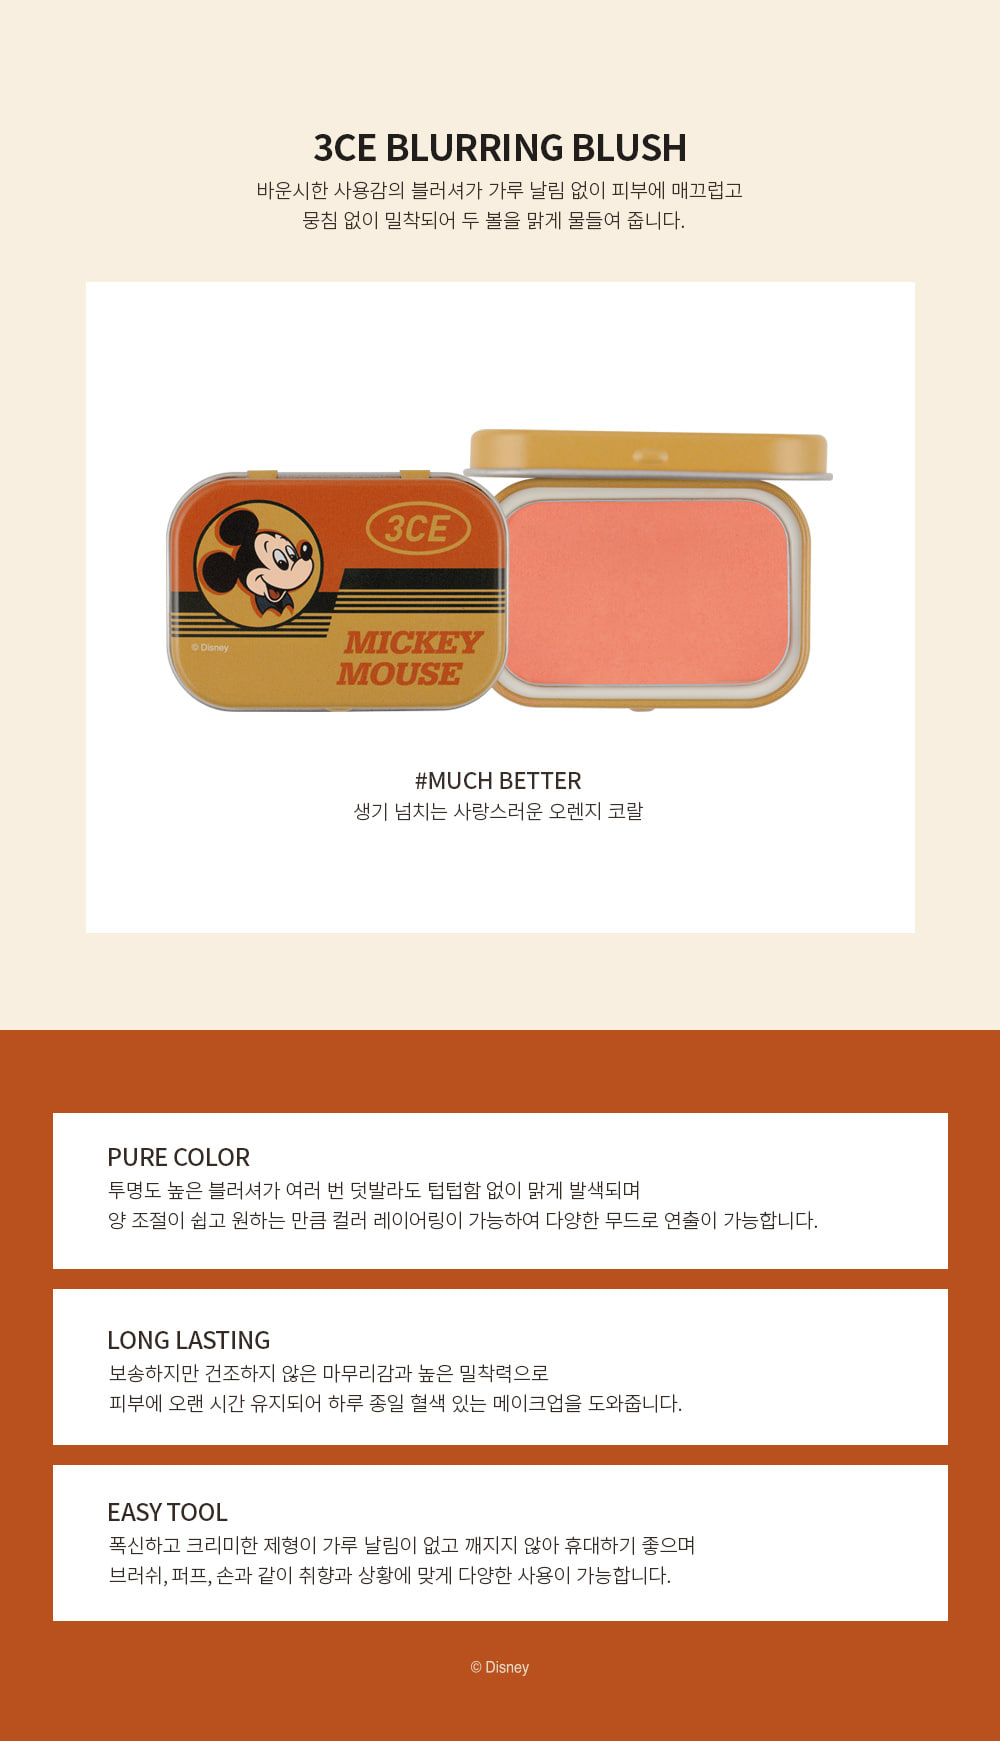 3CE BLURRING BLUSH
바운시한 사용감의 블러셔가 가루 날림 없이 피부에 매끄럽고
뭉침 없이 밀착되어 두 볼을 맑게 물들여 줍니다.
3CE
© Disney
MICKEY
MOUSE
#MUCH BETTER
생기 넘치는 사랑스러운 오렌지 코랄
PURE COLOR
투명도 높은 블러셔가 여러 번 덧발라도 텁텁함 없이 맑게 발색되며
양 조절이 쉽고 원하는 만큼 컬러 레이어링이 가능하여 다양한 무드로 연출이 가능합니다.
LONG LASTING
보송하지만 건조하지 않은 마무리감과 높은 밀착력으로
피부에 오랜 시간 유지되어 하루 종일 혈색 있는 메이크업을 도와줍니다.
EASY TOOL
폭신하고 크리미한 제형이 가루 날림이 없고 깨지지 않아 휴대하기 좋으며
브러쉬, 퍼프, 손과 같이 취향과 상황에 맞게 다양한 사용이 가능합니다.
© Disney